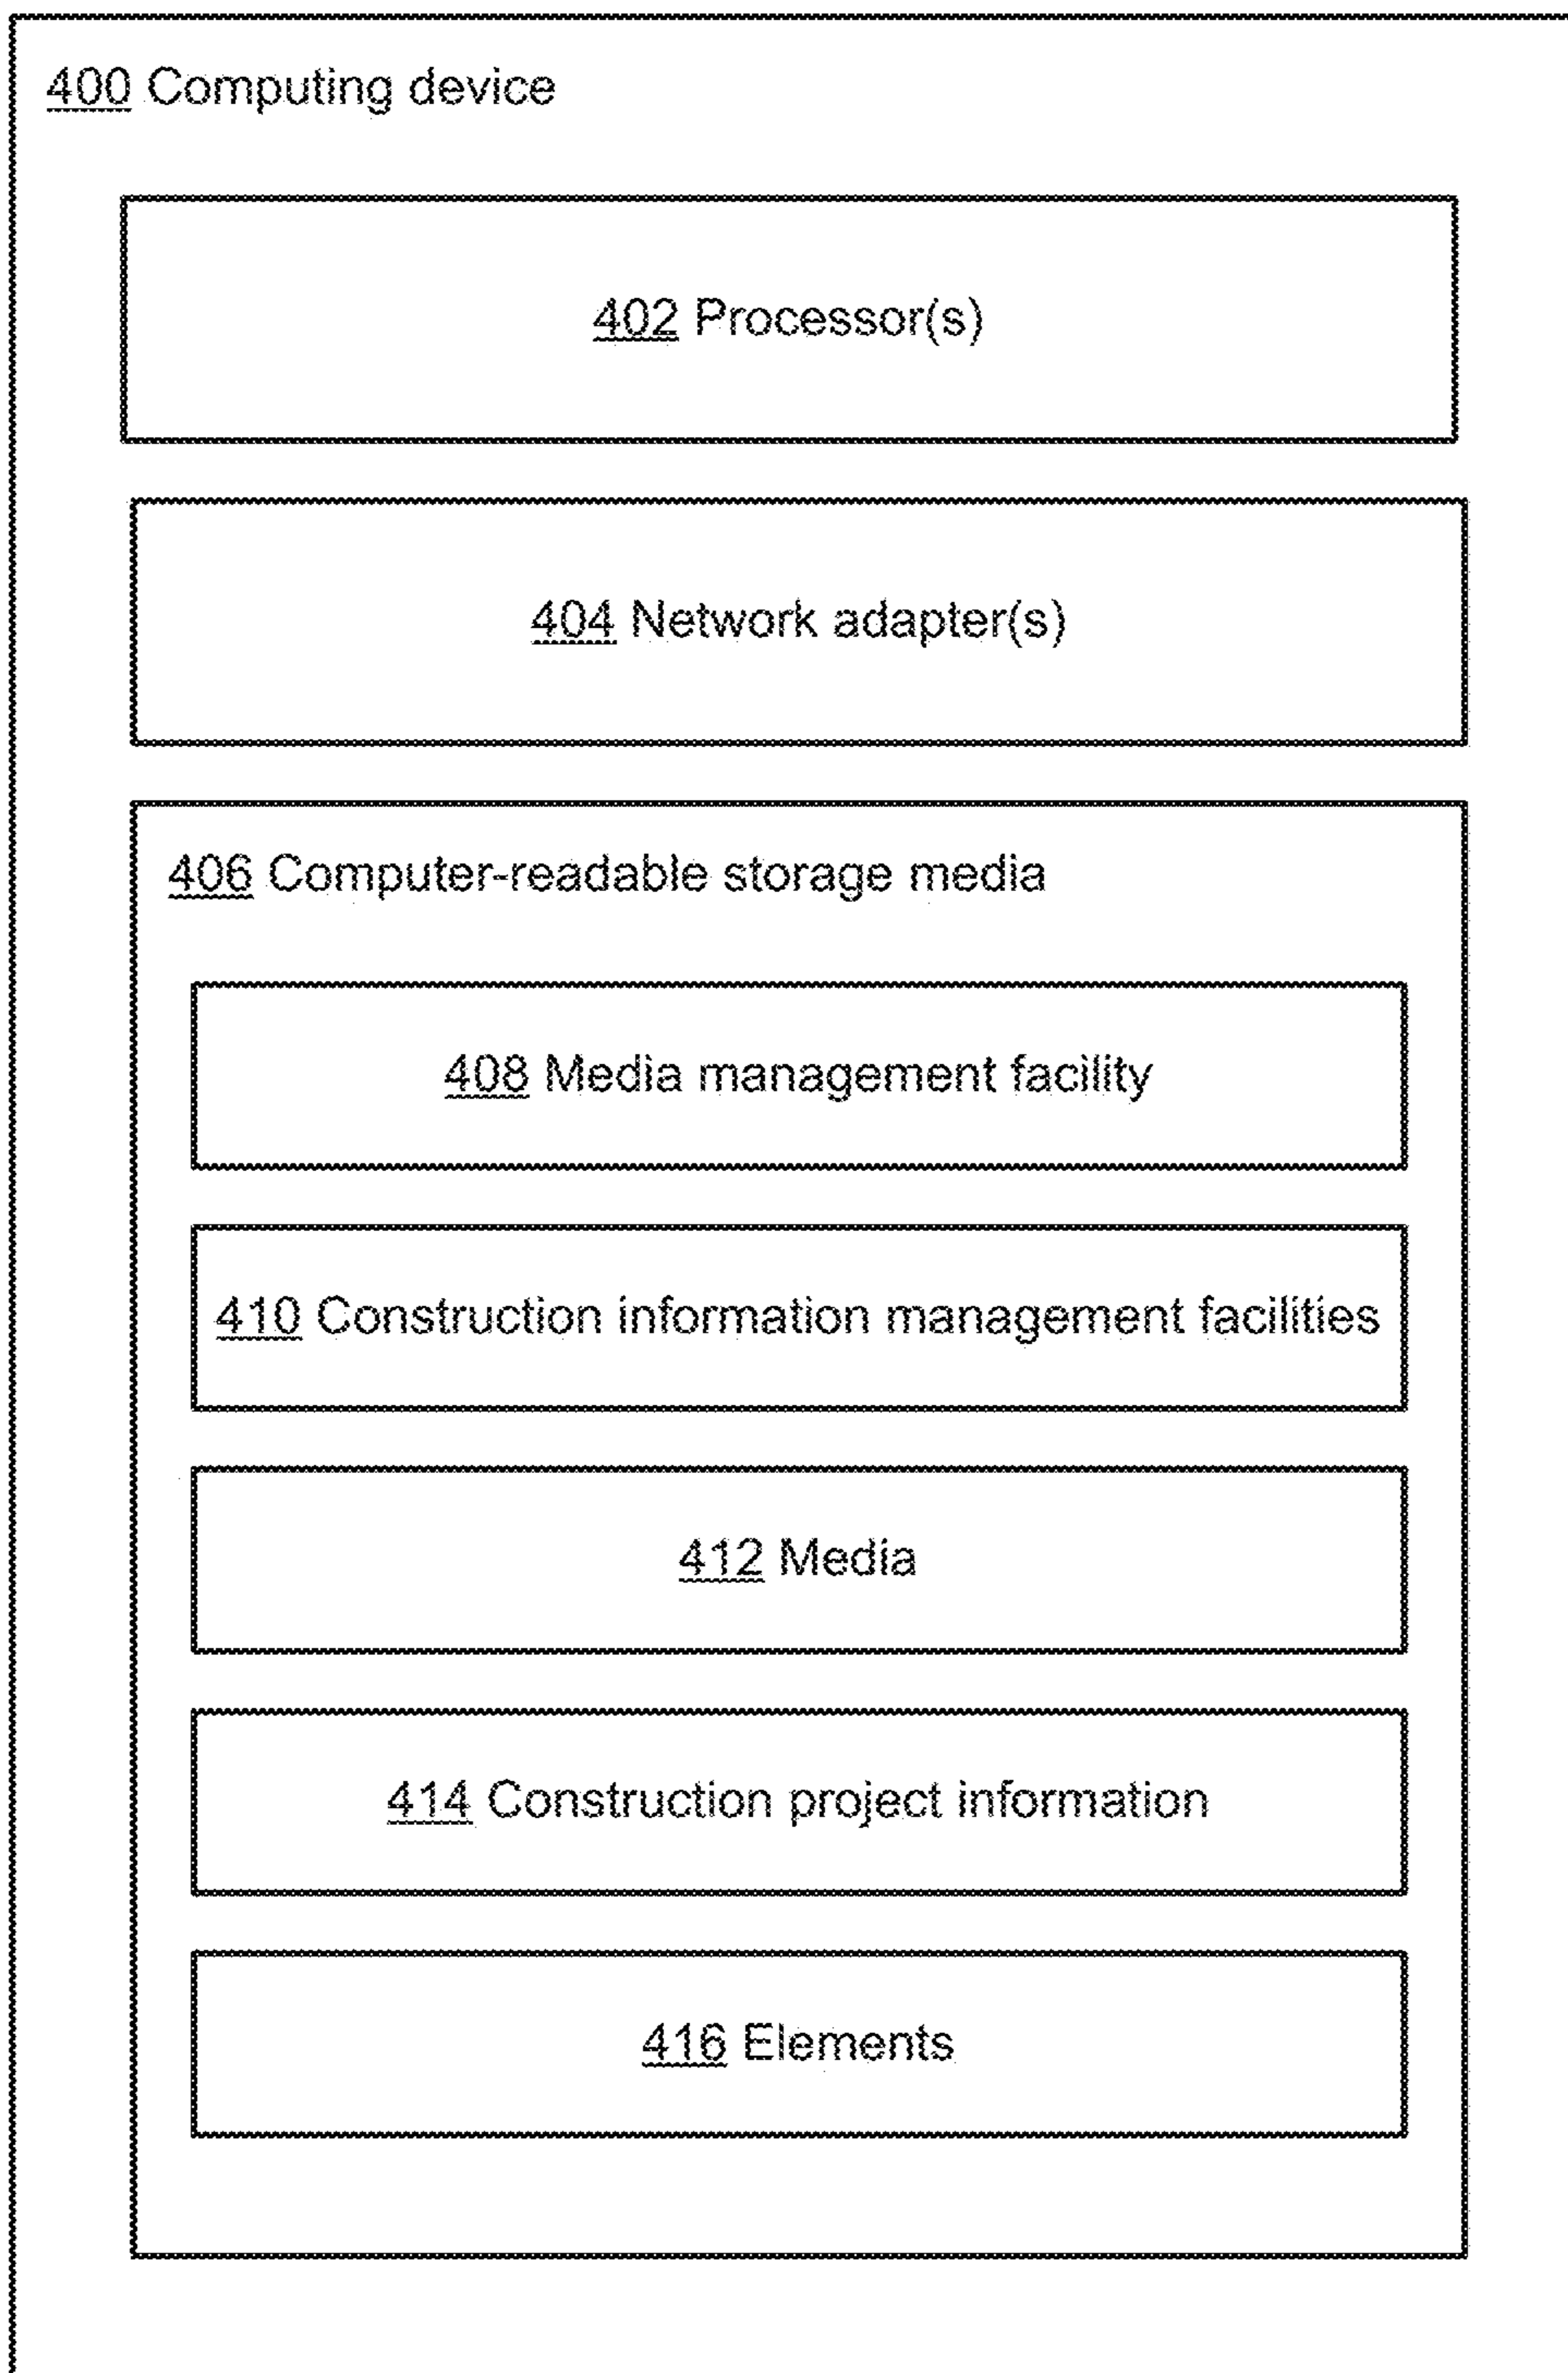 400 Computing device
402 Processor(s)
404 Network adapter(s)
406 Computer-readable storage media
408 Media management facility
410 Construction information management facilities
412 Media
414 Construction project information
416 Elements